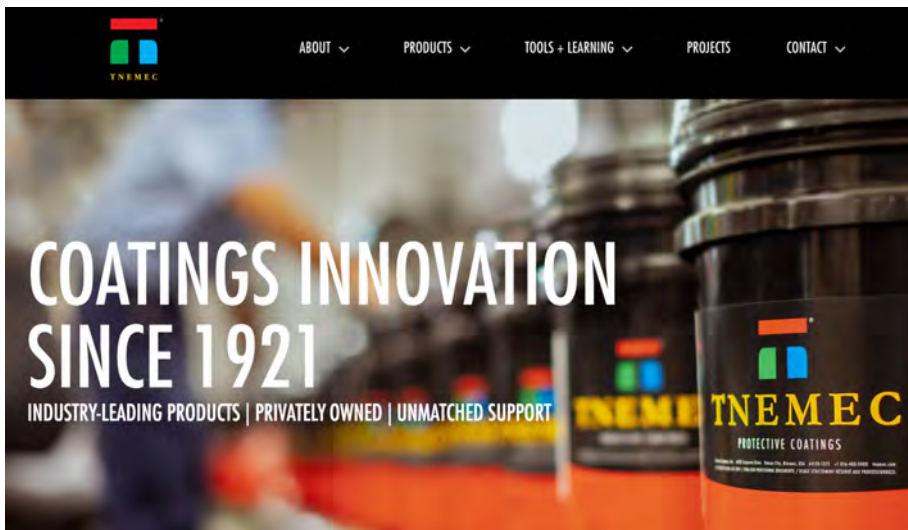 TNEMEC
ABOUT
PRODUCTS
TOOLS + LEARNING
PROJECTS
CONTACT
COATINGS INNOVATION
SINCE 1921
INDUSTRY-LEADING PRODUCTS | PRIVATELY OWNED | UNMATCHED SUPPORT
TNEME
TNEMEC
PROTECTIVE COATINGS